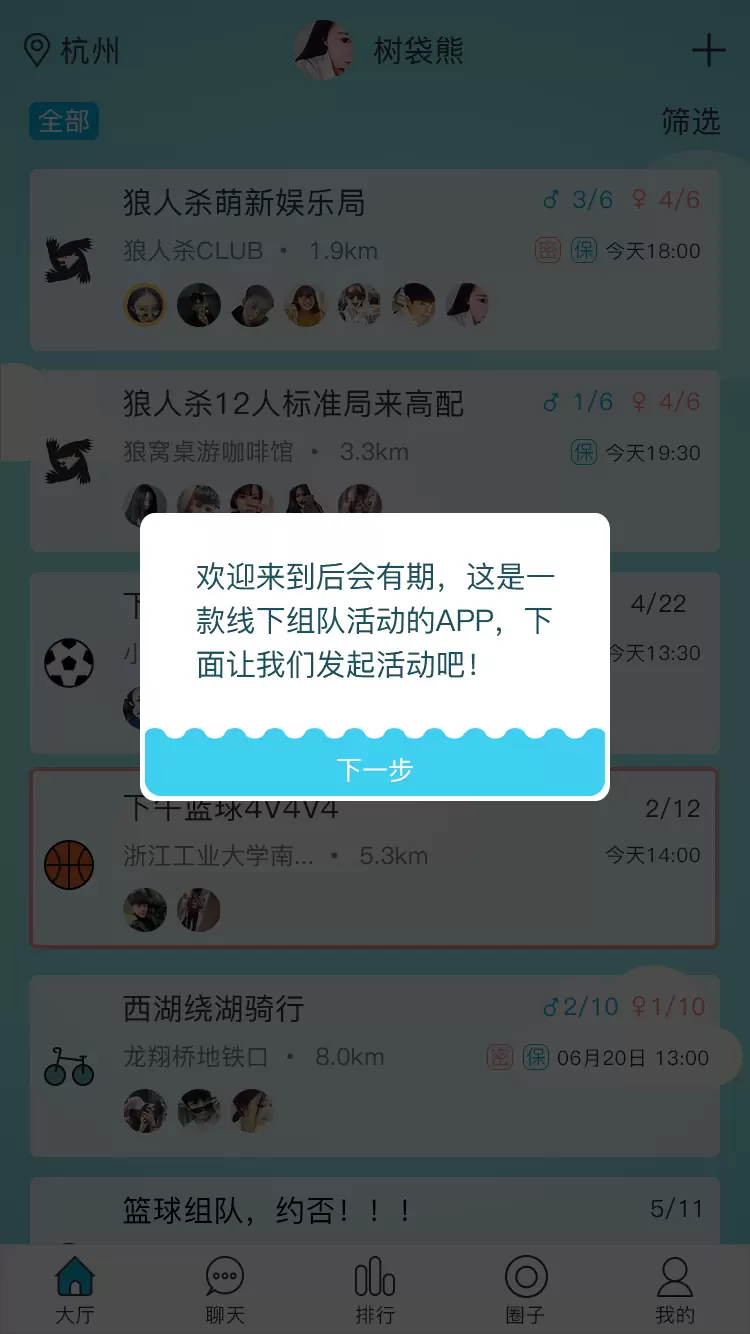 杭州 树袋熊
全部 筛选
狼人杀萌新娱乐局 ♂ 3/6 ♀ 4/6
狼人杀CLUB · 1.9km 密 保 今天18:00
狼人杀12人标准局来高配 ♂ 1/6 ♀ 4/6
狼窝桌游咖啡馆 · 3.3km 保 今天19:30
欢迎来到后会有期，这是一
款线下组队活动的APP，下
面让我们发起活动吧！
下一步
下 4/22
小 今天13:30
下午篮球4V4V4 2/12
浙江工业大学南... · 5.3km 今天14:00
西湖绕湖骑行 ♂2/10 ♀1/10
龙翔桥地铁口 · 8.0km 密 保 06月20日 13:00
篮球组队，约否！！！ 5/11
大厅 聊天 排行 圈子 我的